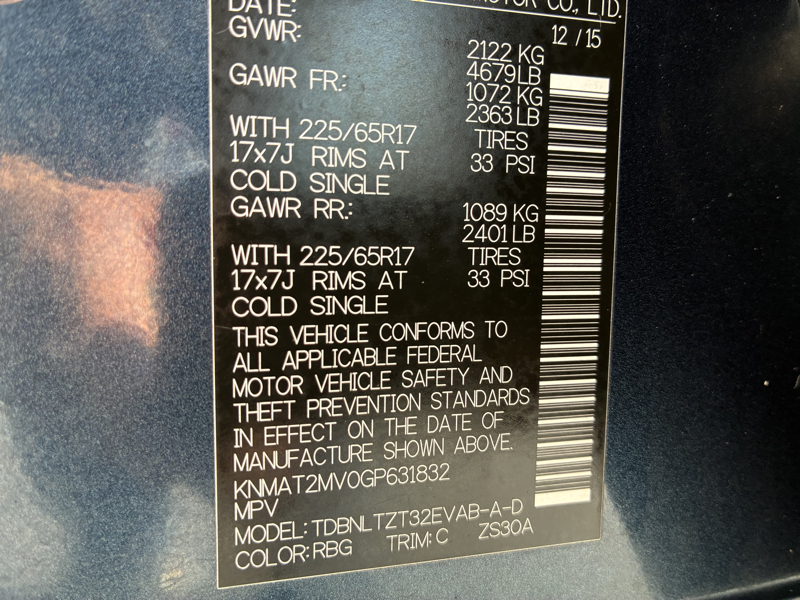 DATE: MOTOR CO., LTD.
GVWR: 12 / 15
2122 KG
4679LB
GAWR FR.: 1072 KG
2363 LB
WITH 225/65R17 TIRES
17x7J RIMS AT 33 PSI
COLD SINGLE
GAWR RR.: 1089 KG
2401 LB
WITH 225/65R17 TIRES
17x7J RIMS AT 33 PSI
COLD SINGLE
THIS VEHICLE CONFORMS TO
ALL APPLICABLE FEDERAL
MOTOR VEHICLE SAFETY AND
THEFT PREVENTION STANDARDS
IN EFFECT ON THE DATE OF
MANUFACTURE SHOWN ABOVE.
KNMAT2MV0GP631832
MPV
MODEL: TDBNLTZT32EVAB-A-D
COLOR: RBG TRIM: C ZS30A